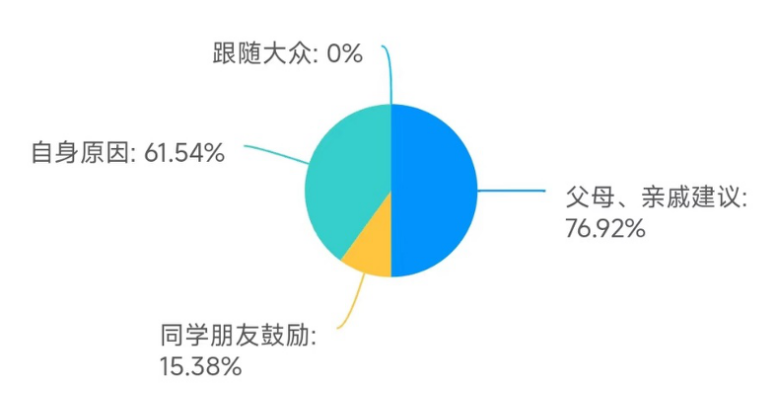 跟随大众: 0%
自身原因: 61.54%
父母、亲戚建议:
76.92%
同学朋友鼓励:
15.38%